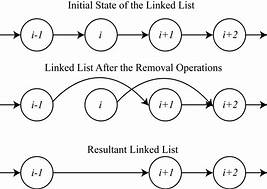 Initial State of the Linked List
i-1 i i+1 i+2
Linked List After the Removal Operations
i-1 i i+1 i+2
Resultant Linked List
i-1 i+1 i+2